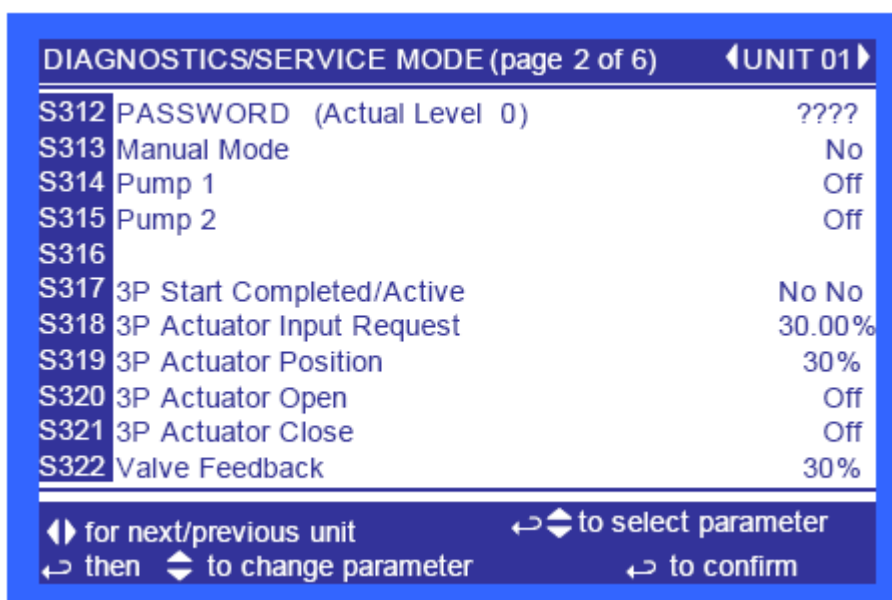 DIAGNOSTICS/SERVICE MODE (page 2 of 6) UNIT 01
S312 PASSWORD (Actual Level 0) ????
S313 Manual Mode No
S314 Pump 1 Off
S315 Pump 2 Off
S316
S317 3P Start Completed/Active No No
S318 3P Actuator Input Request 30.00%
S319 3P Actuator Position 30%
S320 3P Actuator Open Off
S321 3P Actuator Close Off
S322 Valve Feedback 30%
for next/previous unit to select parameter
then to change parameter to confirm